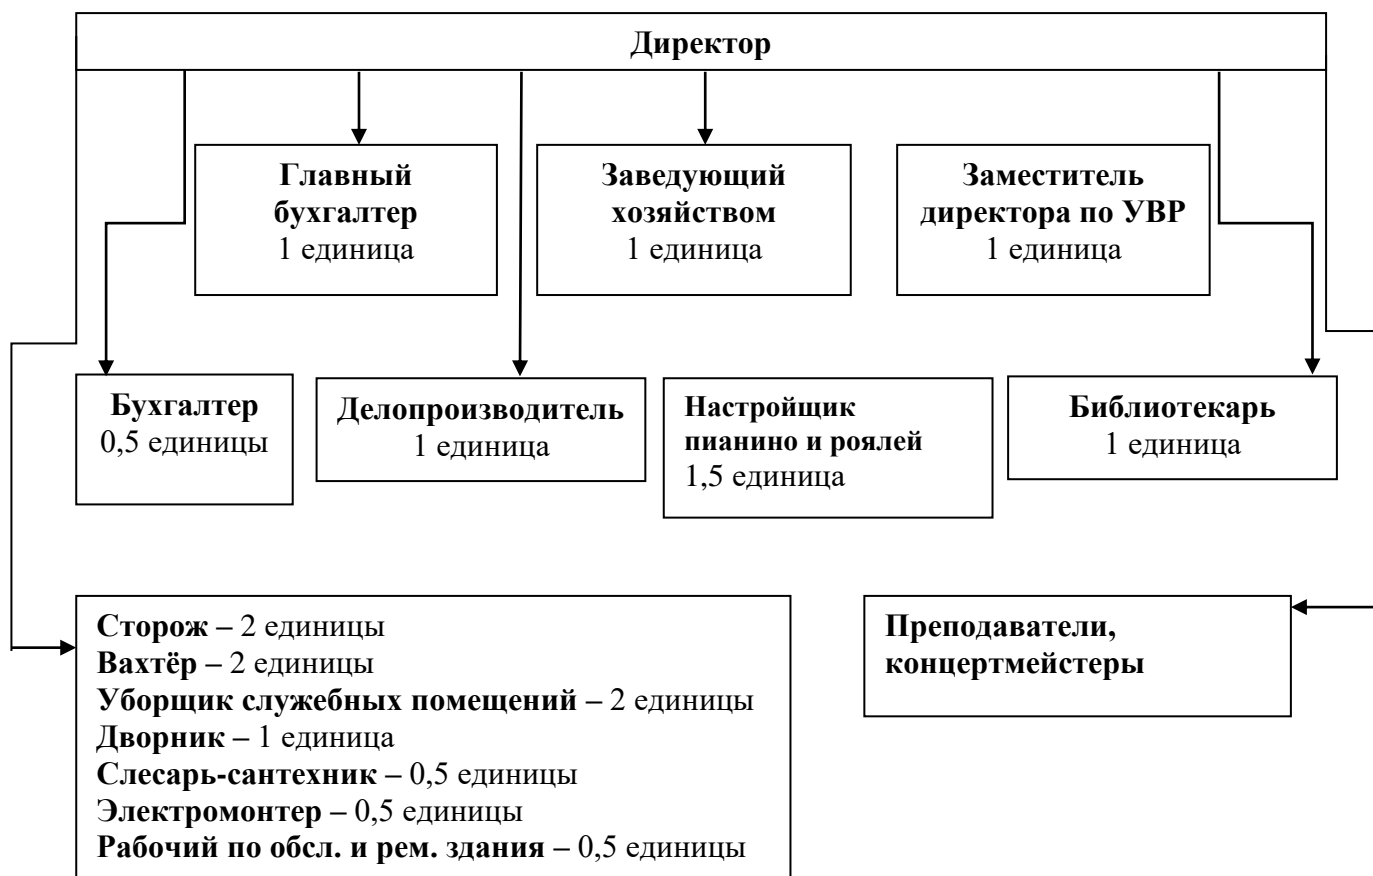 Директор
Главный
бухгалтер
1 единица
Заведующий
хозяйством
1 единица
Заместитель
директора по УВР
1 единица
Бухгалтер
0,5 единицы
Делопроизводитель
1 единица
Настройщик
пианино и роялей
1,5 единица
Библиотекарь
1 единица
Сторож – 2 единицы
Вахтёр – 2 единицы
Уборщик служебных помещений – 2 единицы
Дворник – 1 единица
Слесарь-сантехник – 0,5 единицы
Электромонтер – 0,5 единицы
Рабочий по обсл. и рем. здания – 0,5 единицы
Преподаватели,
концертмейстеры